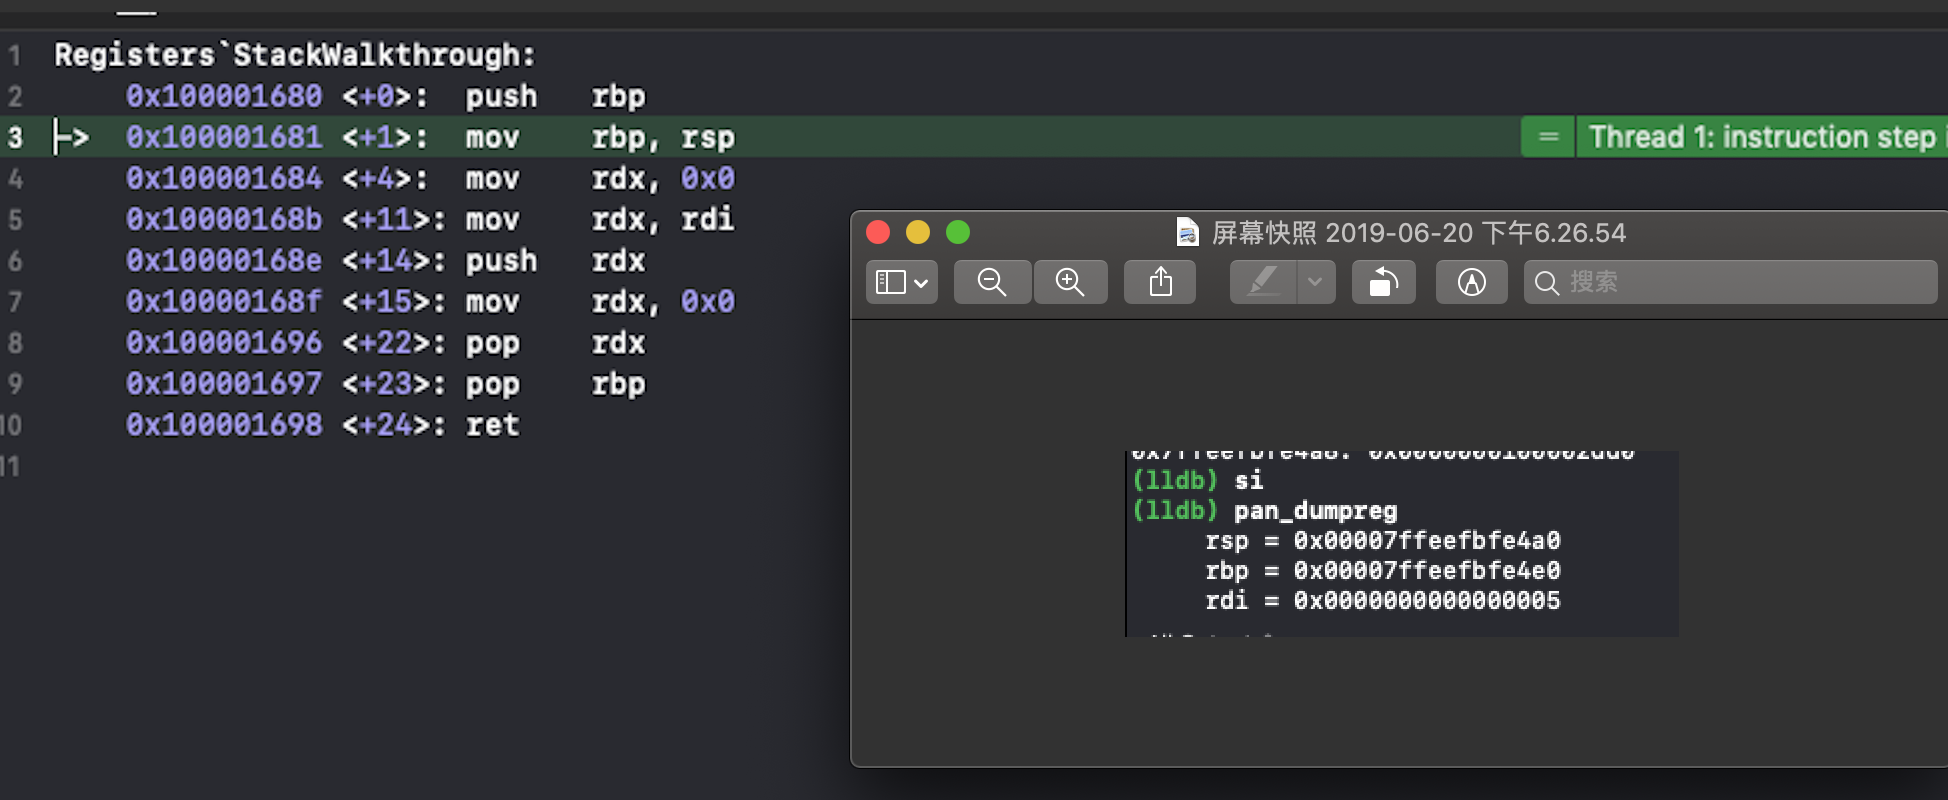 1 Registers`StackWalkthrough:
2 0x100001680 <+0>: push rbp
3 -> 0x100001681 <+1>: mov rbp, rsp
= Thread 1: instruction step
4 0x100001684 <+4>: mov rdx, 0x0
5 0x10000168b <+11>: mov rdx, rdi
6 0x10000168e <+14>: push rdx
7 0x10000168f <+15>: mov rdx, 0x0
8 0x100001696 <+22>: pop rdx
9 0x100001697 <+23>: pop rbp
10 0x100001698 <+24>: ret
11
屏幕快照 2019-06-20 下午6.26.54
搜索
(lldb) si
(lldb) pan_dumpreg
rsp = 0x00007ffeefbfe4a0
rbp = 0x00007ffeefbfe4e0
rdi = 0x0000000000000005